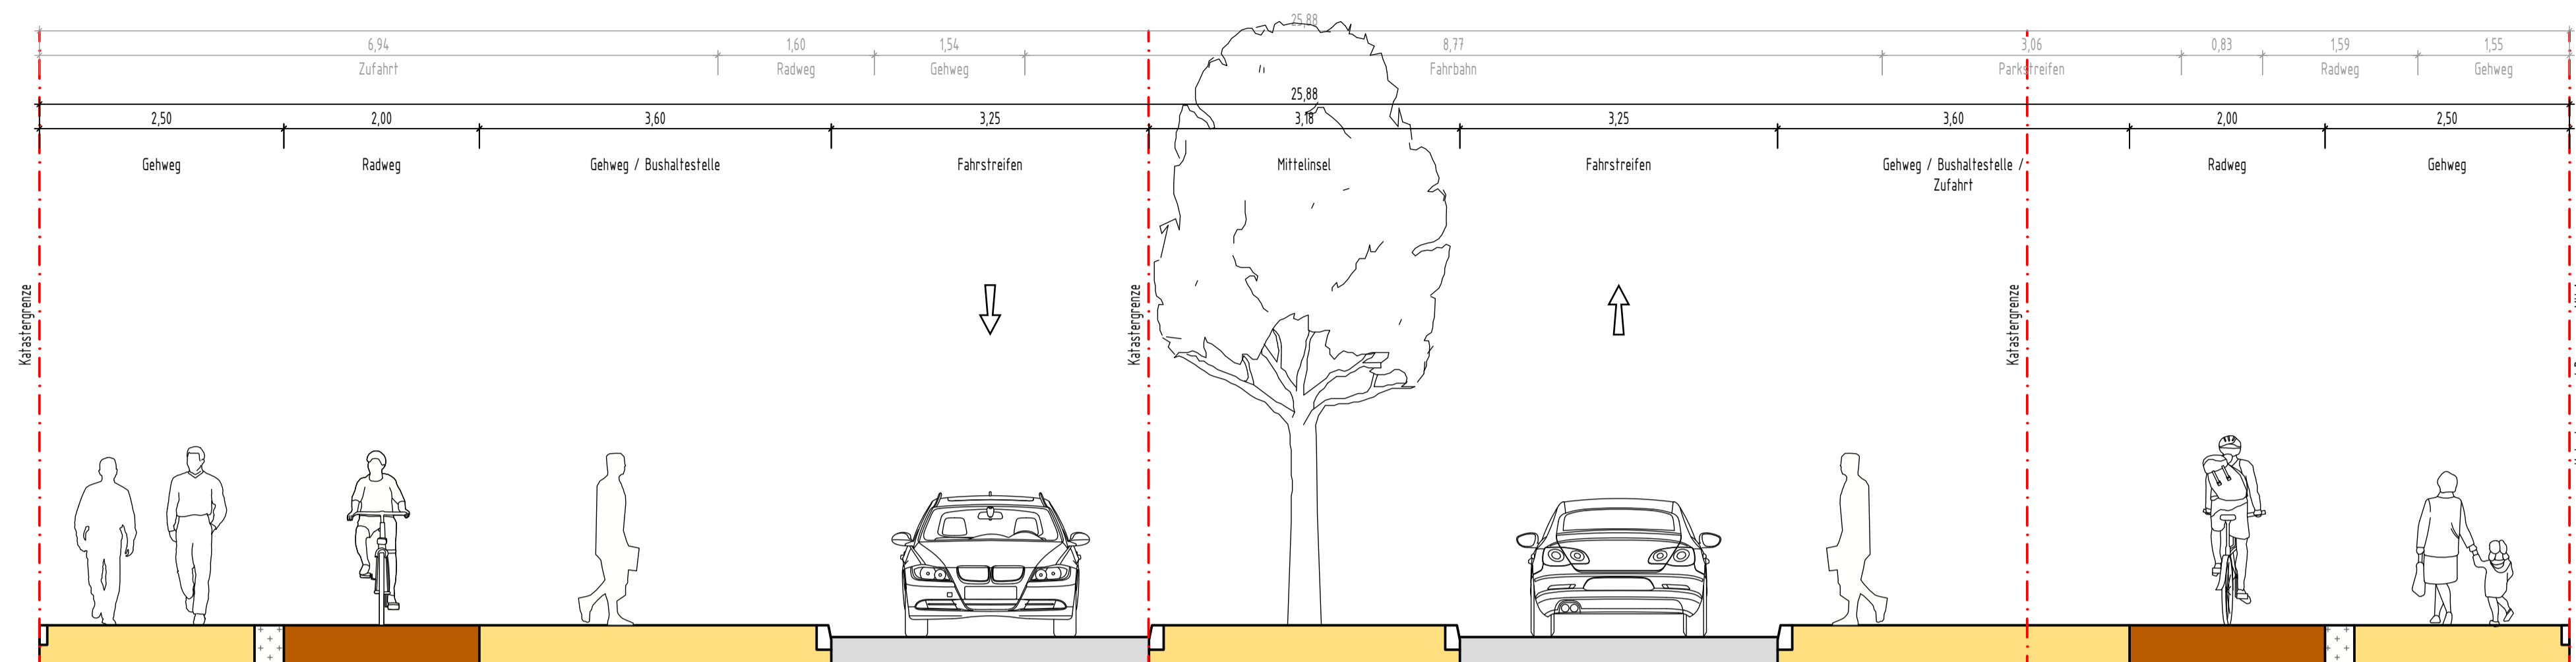 25,88
6,94 1,60 1,54 8,77 3,06 0,83 1,59 1,55
Zufahrt Radweg Gehweg Fahrbahn Parkstreifen Radweg Gehweg
25,88
2,50 2,00 3,60 3,25 3,18 3,25 3,60 2,00 2,50
Gehweg Radweg Gehweg / Bushaltestelle Fahrstreifen Mittelinsel Fahrstreifen Gehweg / Bushaltestelle / Radweg Gehweg
Zufahrt
Katastergrenze
Katastergrenze
Katastergrenze